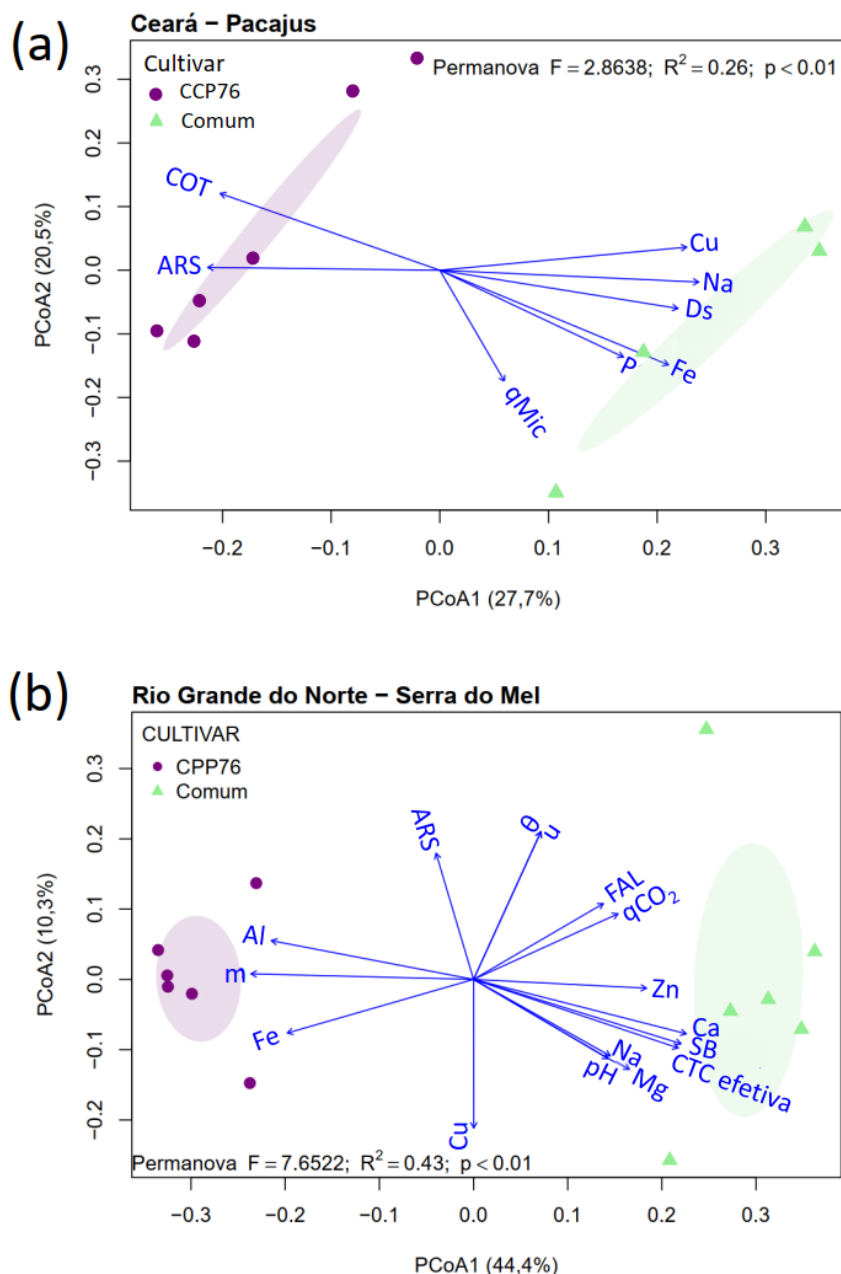 (a)
Ceará – Pacajus
Cultivar
CCP76
Comum
Permanova F = 2.8638; R² = 0.26; p < 0.01
COT
ARS
Cu
Na
Ds
P
Fe
qMic
0.3
0.2
0.1
0.0
−0.1
−0.2
−0.3
PCoA2 (20,5%)
−0.2 −0.1 0.0 0.1 0.2 0.3
PCoA1 (27,7%)
(b)
Rio Grande do Norte – Serra do Mel
CULTIVAR
CPP76
Comum
ARS
Θ u
FAL
qCO₂
Al
m
Fe
Zn
Ca
SB
CTC efetiva
Na
pH
Mg
Cu
0.3
0.2
0.1
0.0
−0.1
−0.2
PCoA2 (10,3%)
Permanova F = 7.6522; R² = 0.43; p < 0.01
−0.3 −0.2 −0.1 0.0 0.1 0.2 0.3
PCoA1 (44,4%)